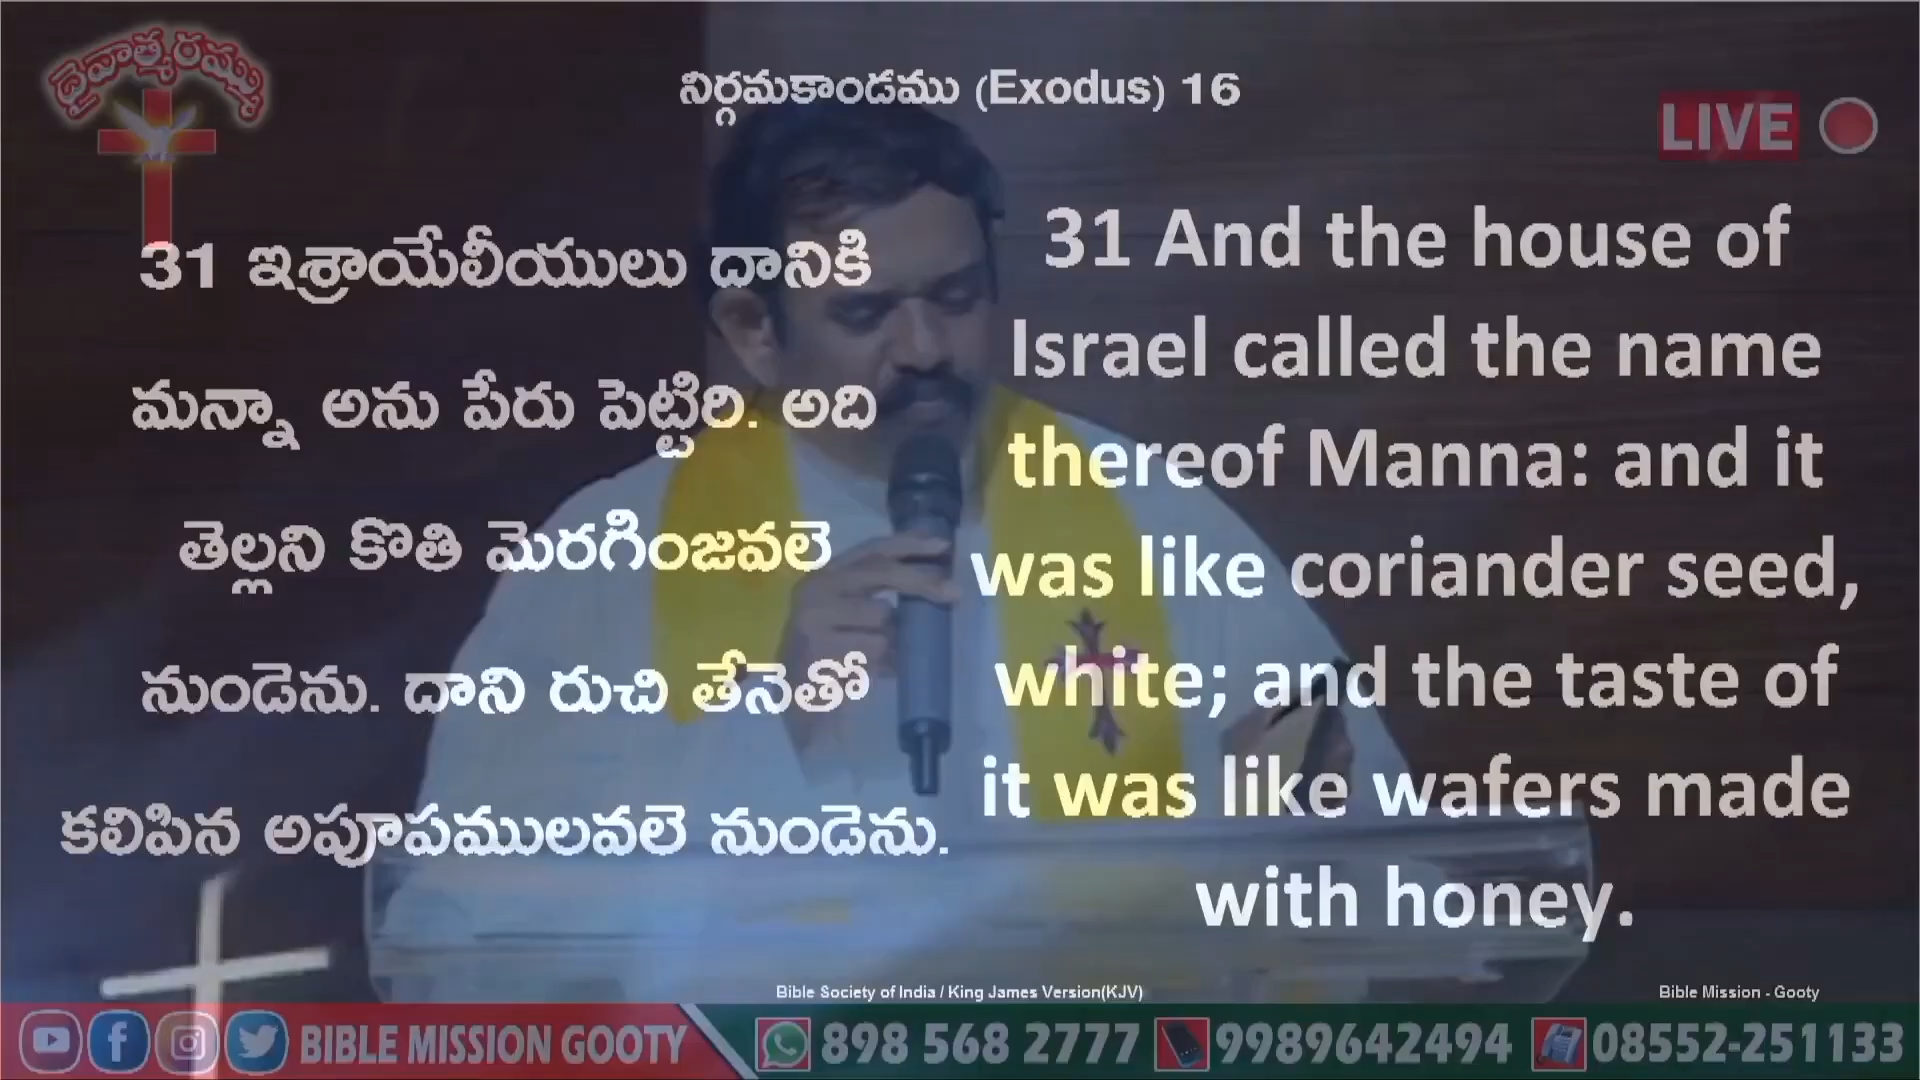 దైవాత్మరమ్ము
నిర్గమకాండము (Exodus) 16
LIVE
31 ఇశ్రాయేలీయులు దానికి
మన్నా అను పేరు పెట్టిరి. అది
తెల్లని కొతి మెరగింజవలె
నుండెను. దాని రుచి తేనెతో
కలిపిన అపూపములవలె నుండెను.
31 And the house of
Israel called the name
thereof Manna: and it
was like coriander seed,
white; and the taste of
it was like wafers made
with honey.
Bible Society of India / King James Version(KJV)
Bible Mission - Gooty
BIBLE MISSION GOOTY 898 568 2777 9989642494 08552-251133